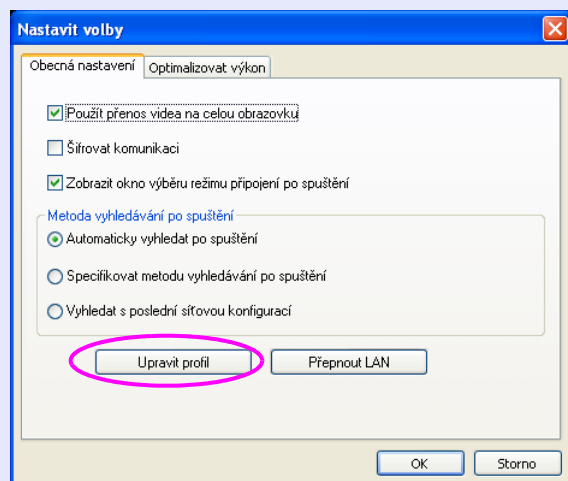 Nastavit volby
Obecná nastavení Optimalizovat výkon
Použít přenos videa na celou obrazovku
Šifrovat komunikaci
Zobrazit okno výběru režimu připojení po spuštění
Metoda vyhledávání po spuštění
Automaticky vyhledat po spuštění
Specifikovat metodu vyhledávání po spuštění
Vyhledat s poslední síťovou konfigurací
Upravit profil Přepnout LAN
OK Storno